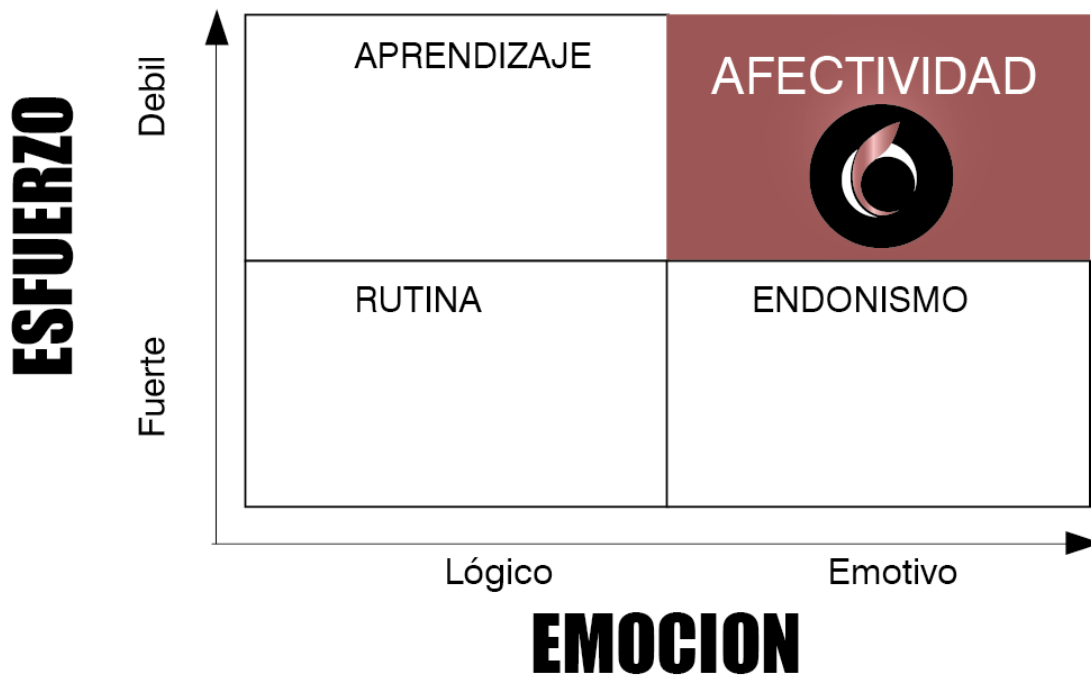 ESFUERZO
Debil
Fuerte
APRENDIZAJE
AFECTIVIDAD
RUTINA
ENDONISMO
Lógico
Emotivo
EMOCION